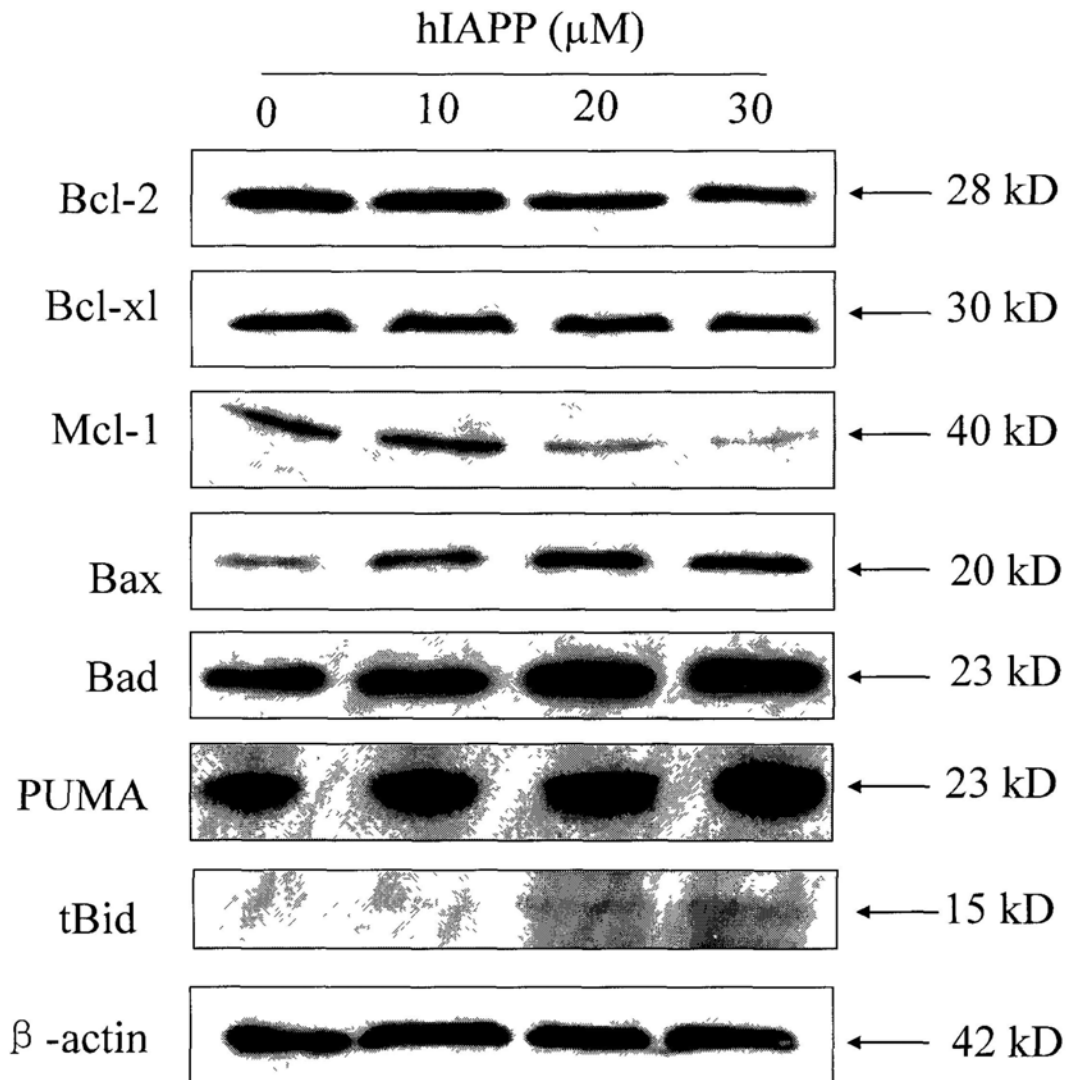 hIAPP (μM)
0 10 20 30
Bcl-2 28 kD
Bcl-xl 30 kD
Mcl-1 40 kD
Bax 20 kD
Bad 23 kD
PUMA 23 kD
tBid 15 kD
β-actin 42 kD